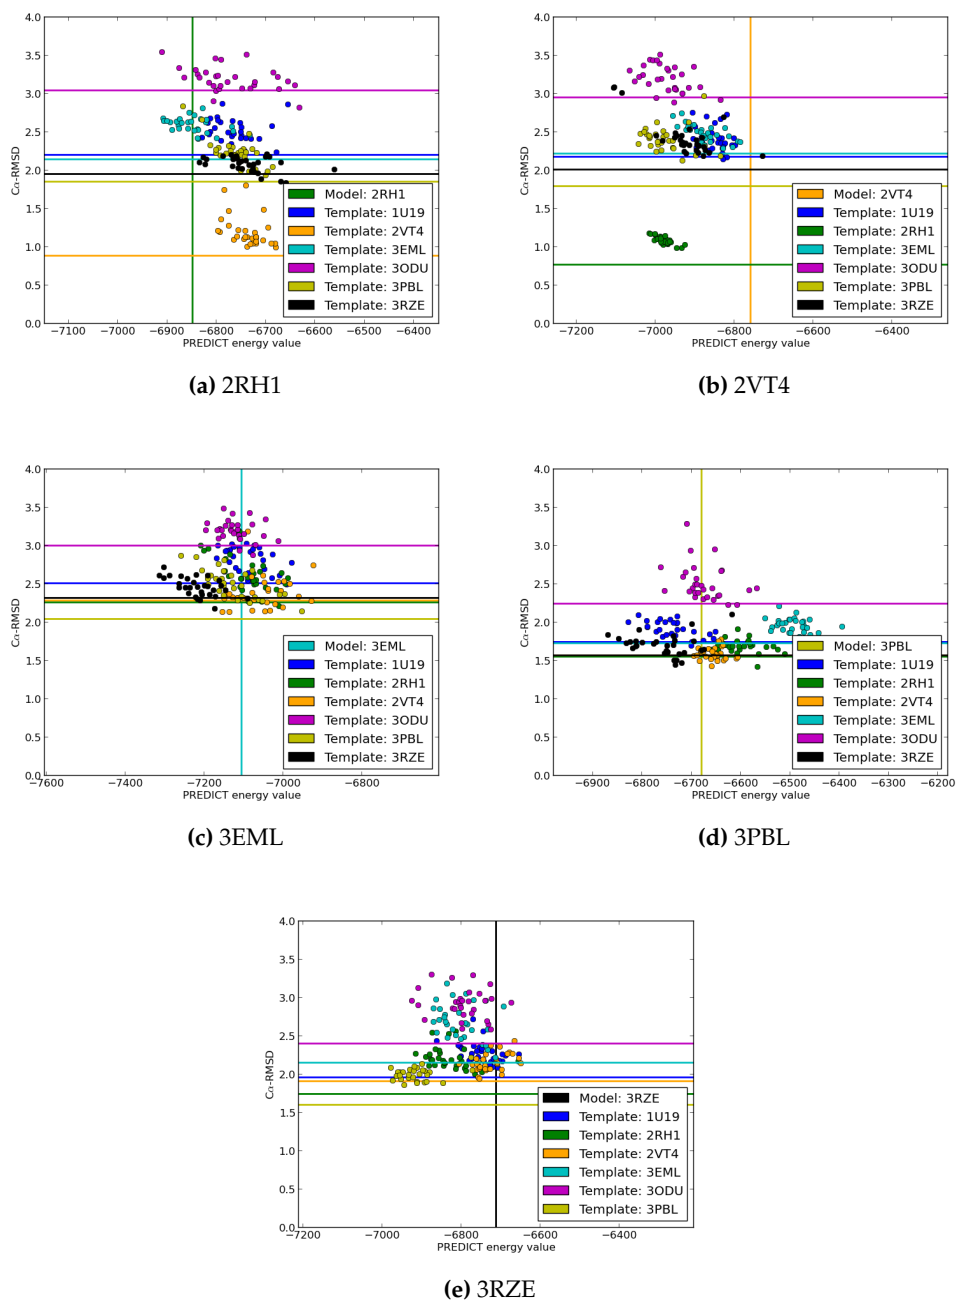 4.0
3.5
3.0
2.5
2.0
1.5
1.0
0.5
0.0
Cα-RMSD
−7100 −7000 −6900 −6800 −6700 −6600 −6500 −6400
PREDICT energy value
Model: 2RH1
Template: 1U19
Template: 2VT4
Template: 3EML
Template: 3ODU
Template: 3PBL
Template: 3RZE
(a) 2RH1
4.0
3.5
3.0
2.5
2.0
1.5
1.0
0.5
0.0
Cα-RMSD
−7200 −7000 −6800 −6600 −6400
PREDICT energy value
Model: 2VT4
Template: 1U19
Template: 2RH1
Template: 3EML
Template: 3ODU
Template: 3PBL
Template: 3RZE
(b) 2VT4
4.0
3.5
3.0
2.5
2.0
1.5
1.0
0.5
0.0
Cα-RMSD
−7600 −7400 −7200 −7000 −6800
PREDICT energy value
Model: 3EML
Template: 1U19
Template: 2RH1
Template: 2VT4
Template: 3ODU
Template: 3PBL
Template: 3RZE
(c) 3EML
4.0
3.5
3.0
2.5
2.0
1.5
1.0
0.5
0.0
Cα-RMSD
−6900 −6800 −6700 −6600 −6500 −6400 −6300 −6200
PREDICT energy value
Model: 3PBL
Template: 1U19
Template: 2RH1
Template: 2VT4
Template: 3EML
Template: 3ODU
Template: 3RZE
(d) 3PBL
4.0
3.5
3.0
2.5
2.0
1.5
1.0
0.5
0.0
Cα-RMSD
−7200 −7000 −6800 −6600 −6400
PREDICT energy value
Model: 3RZE
Template: 1U19
Template: 2RH1
Template: 2VT4
Template: 3EML
Template: 3ODU
Template: 3PBL
(e) 3RZE